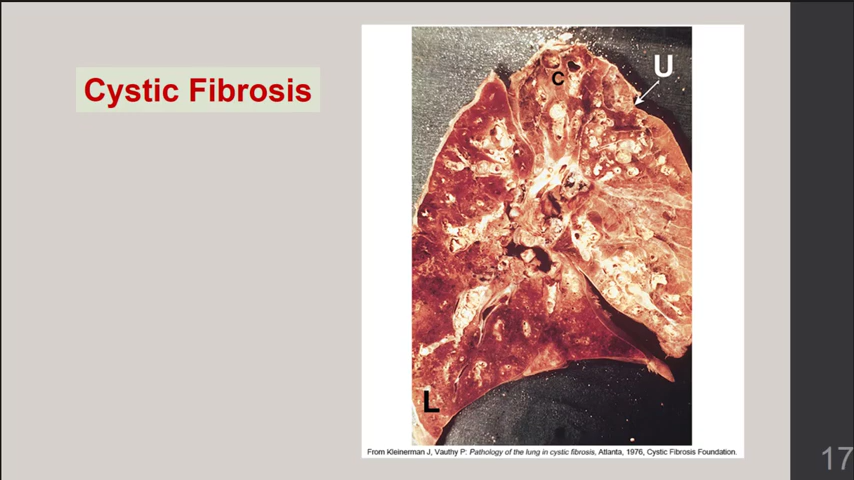 Cystic Fibrosis
C
U
L
From Kleinerman J, Vauthy P: Pathology of the lung in cystic fibrosis, Atlanta, 1976, Cystic Fibrosis Foundation.
17